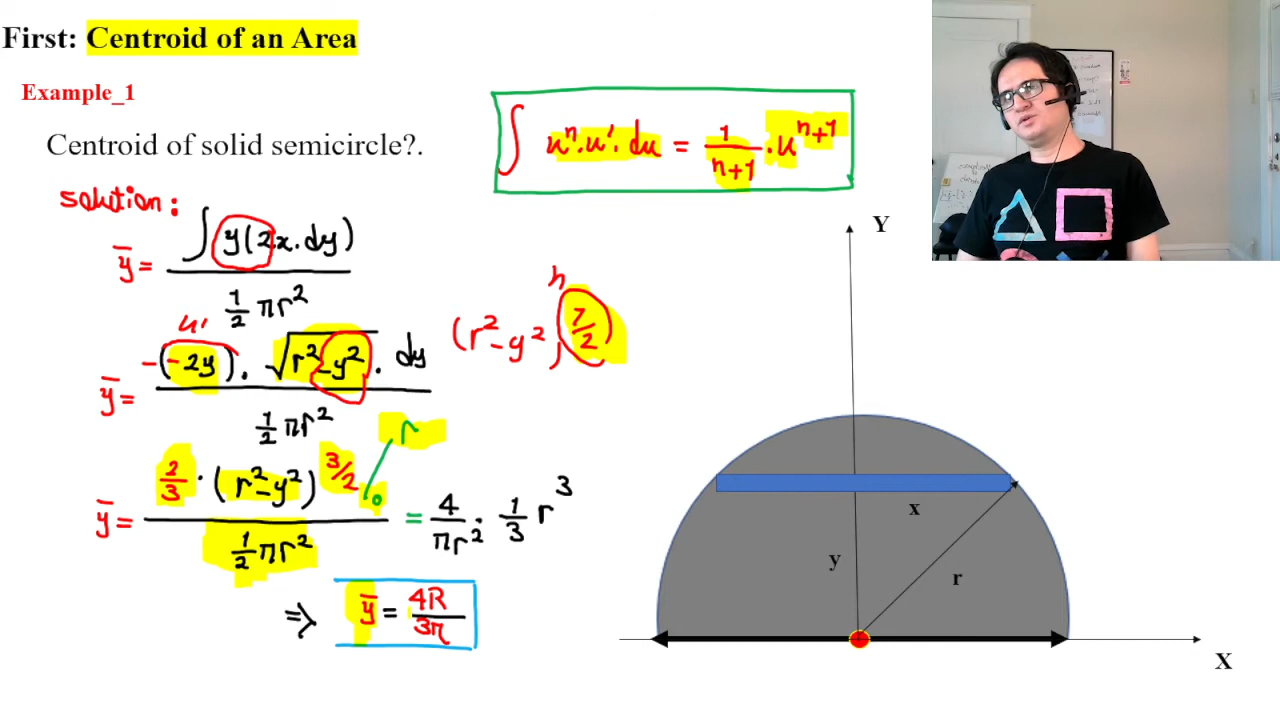 First: Centroid of an Area
Example_1
Centroid of solid semicircle?.
∫ uⁿ.u'.du = 1/(n+1) . uⁿ⁺¹
solution:
ȳ = ∫ y(2x.dy) / (1/2 πr²)
u'
ȳ = -(-2y) . √(r²-y²) . dy / (1/2 πr²)
n
(r²-y²) 1/2
r
o
ȳ = 2/3 . (r²-y²)^3/2 / (1/2 πr²) = 4/(πr²) . 1/3 r³
⇒ ȳ = 4R/3π
Y
x
y
r
X